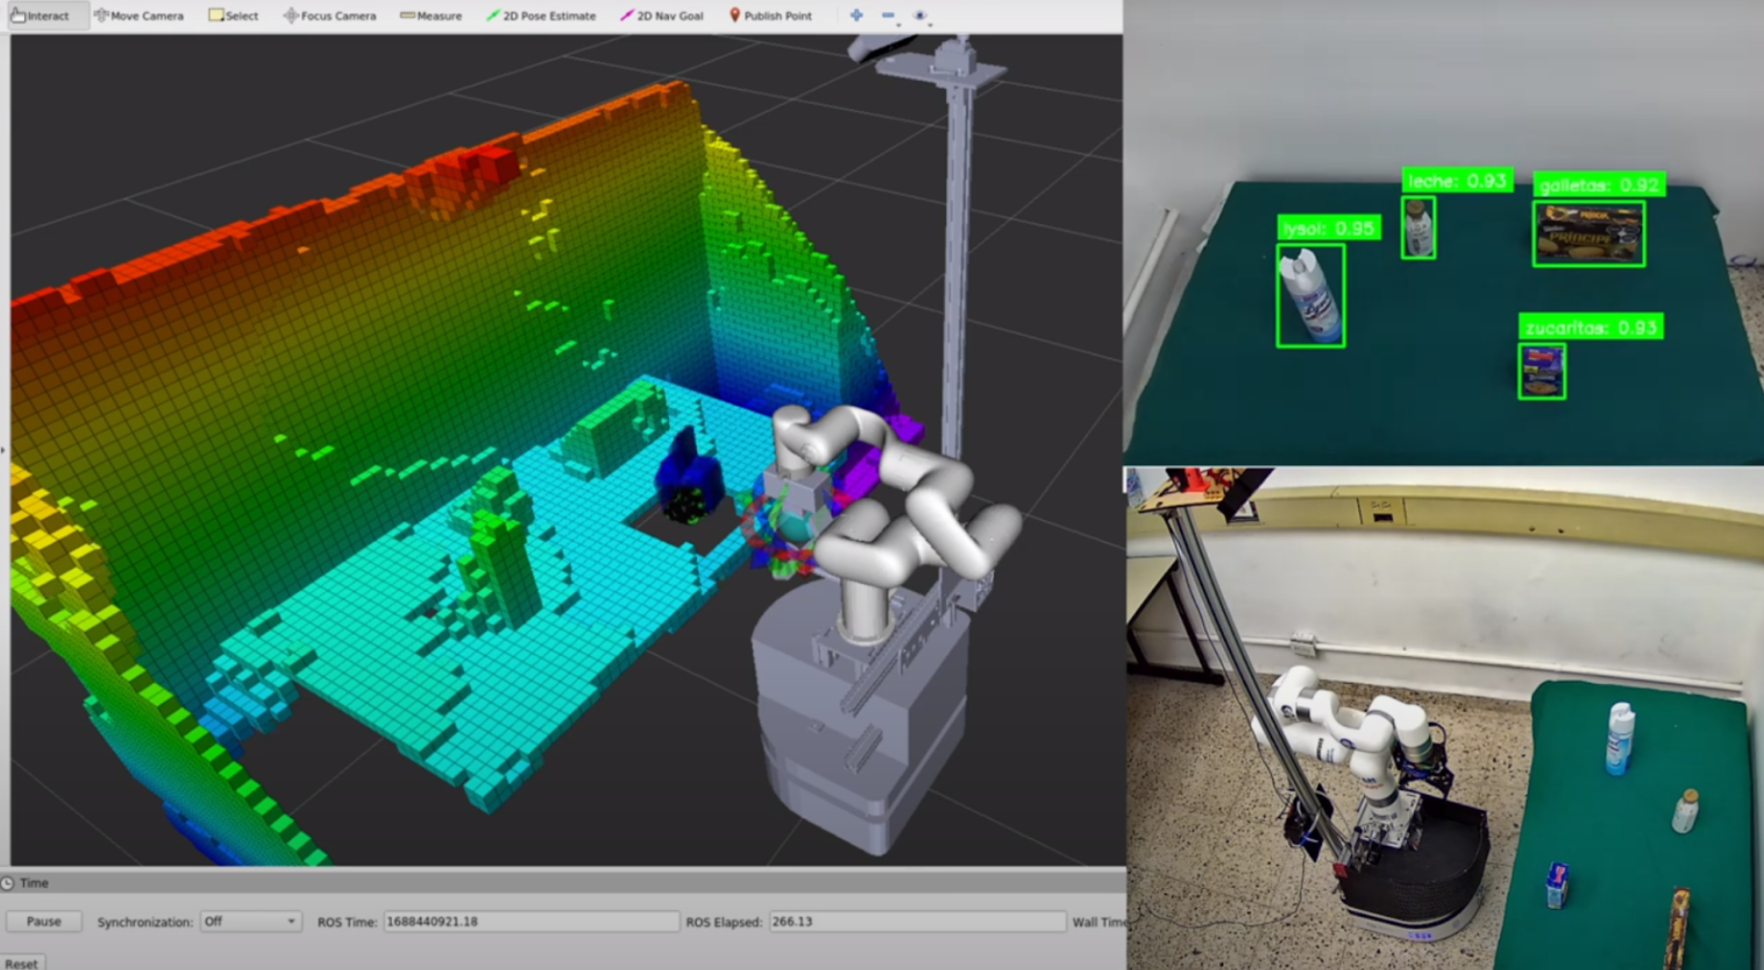 Interact
Move Camera
Select
Focus Camera
Measure
2D Pose Estimate
2D Nav Goal
Publish Point
leche: 0.93
galletas: 0.92
lysol: 0.95
PRINCIPE
zucaritas: 0.93
Time
Pause
Synchronization:
Off
ROS Time:
1688440921.18
ROS Elapsed:
266.13
Wall Time
Reset